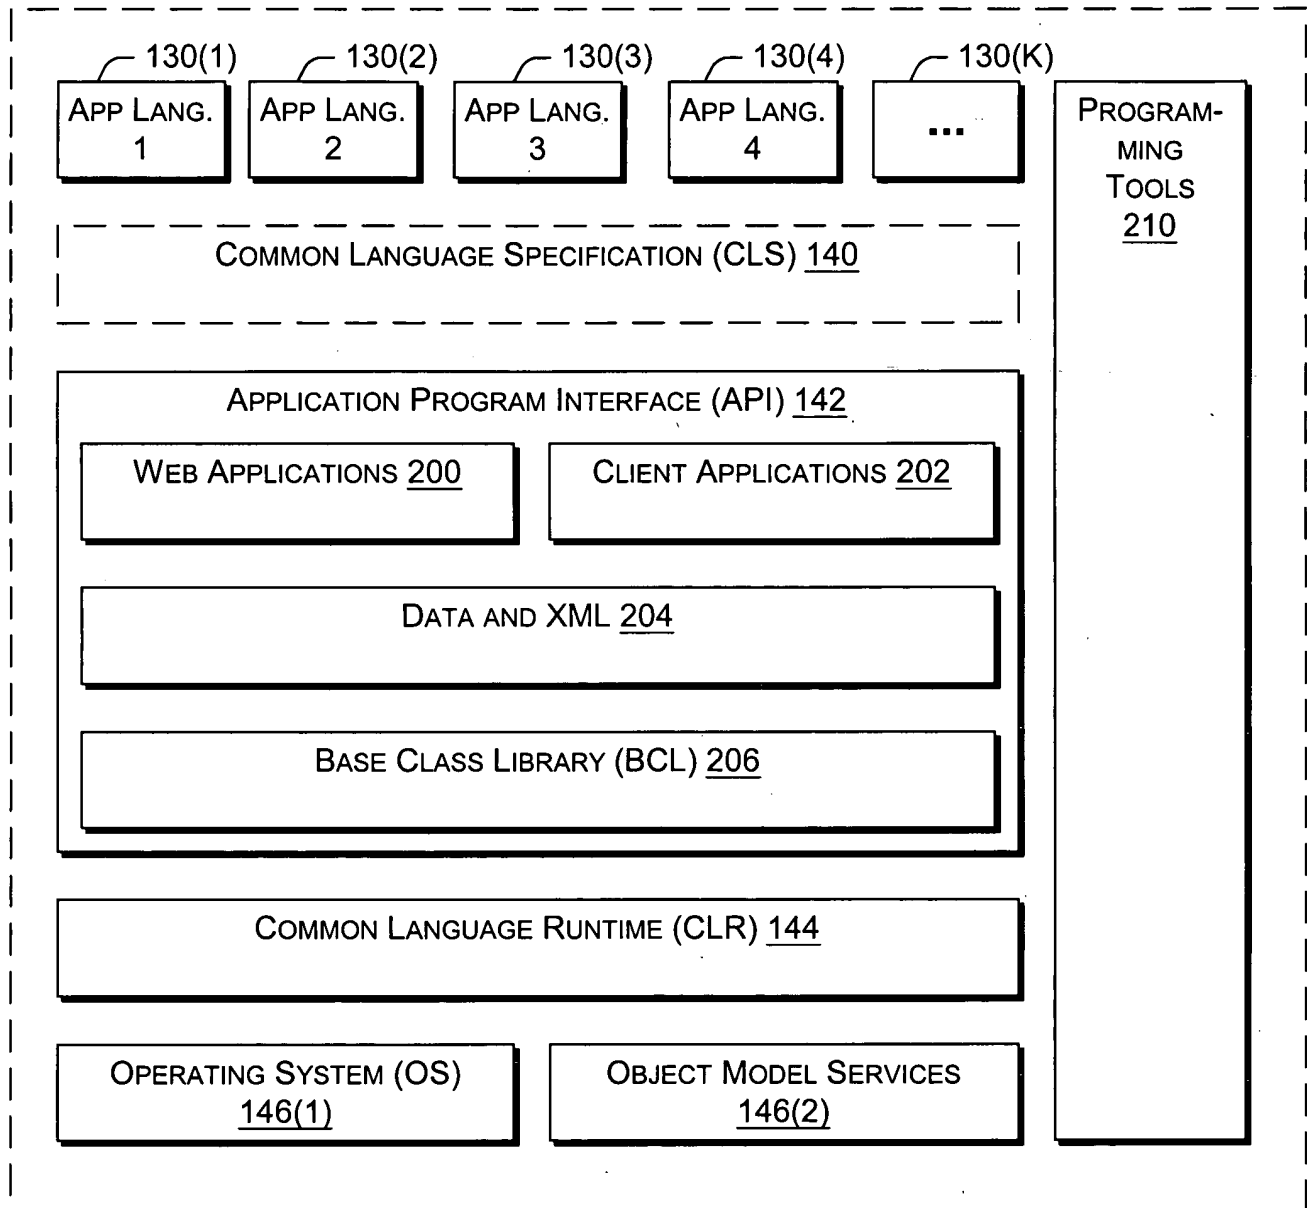 130(1) 130(2) 130(3) 130(4) 130(K)
APP LANG. 1
APP LANG. 2
APP LANG. 3
APP LANG. 4
...
PROGRAM-
MING
TOOLS
210
COMMON LANGUAGE SPECIFICATION (CLS) 140
APPLICATION PROGRAM INTERFACE (API) 142
WEB APPLICATIONS 200
CLIENT APPLICATIONS 202
DATA AND XML 204
BASE CLASS LIBRARY (BCL) 206
COMMON LANGUAGE RUNTIME (CLR) 144
OPERATING SYSTEM (OS)
146(1)
OBJECT MODEL SERVICES
146(2)